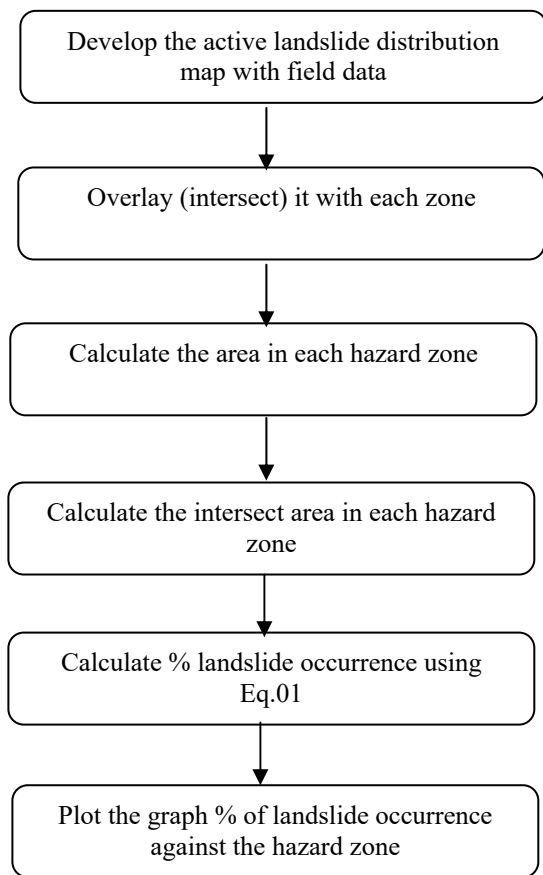 Develop the active landslide distribution
map with field data
Overlay (intersect) it with each zone
Calculate the area in each hazard zone
Calculate the intersect area in each hazard
zone
Calculate % landslide occurrence using
Eq.01
Plot the graph % of landslide occurrence
against the hazard zone